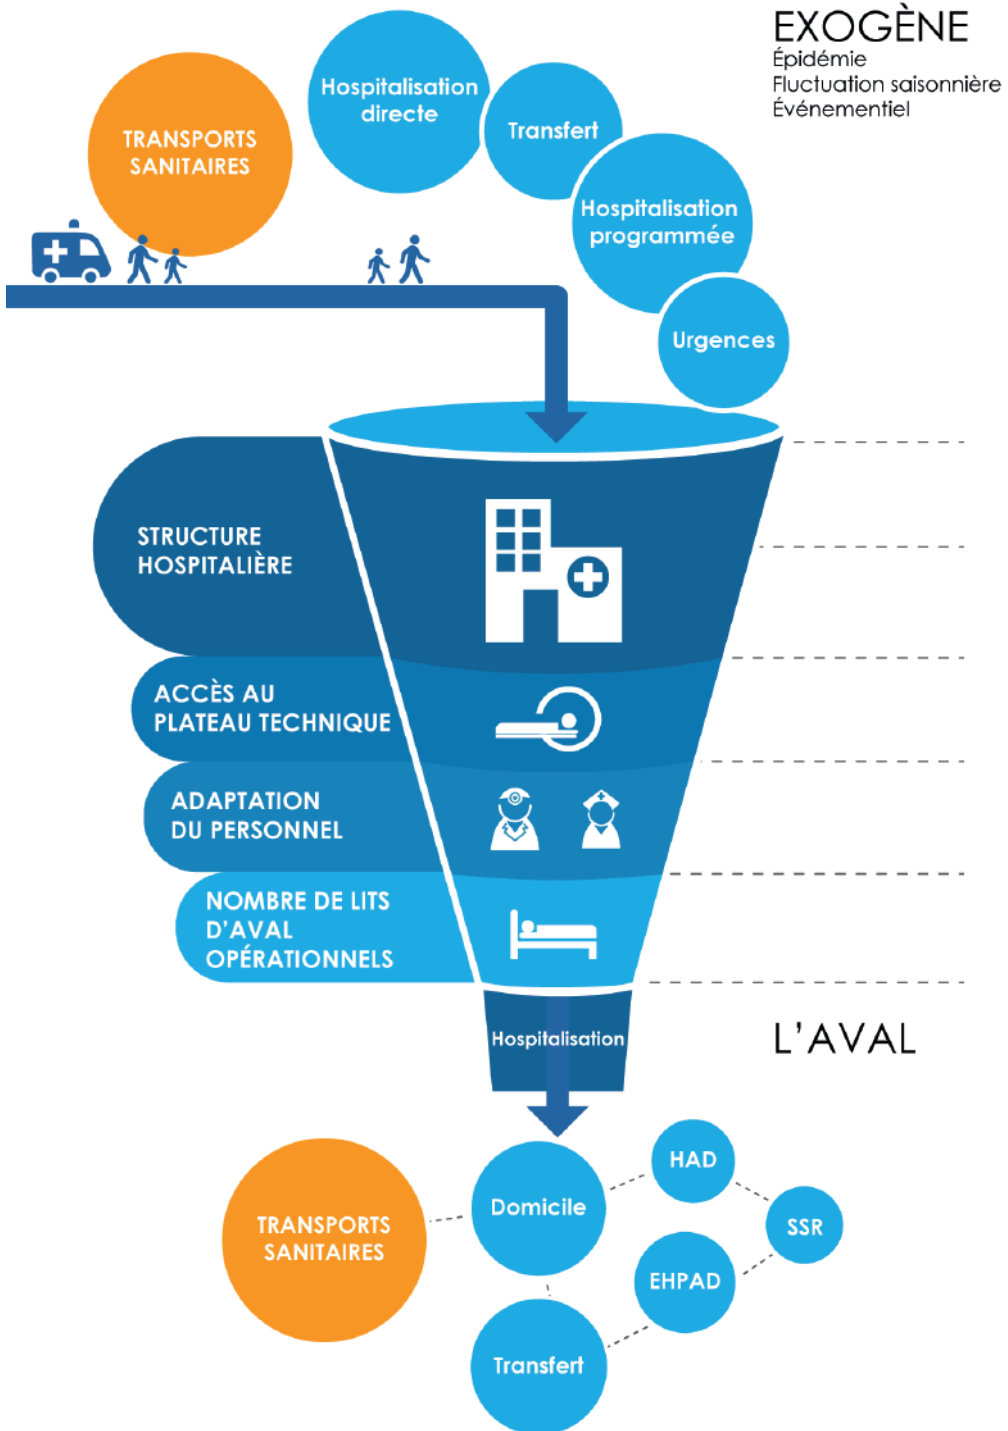 EXOGÈNE
Épidémie
Fluctuation saisonnière
Événementiel
Hospitalisation
directe
Transfert
TRANSPORTS
SANITAIRES
Hospitalisation
programmée
Urgences
STRUCTURE
HOSPITALIÈRE
ACCÈS AU
PLATEAU TECHNIQUE
ADAPTATION
DU PERSONNEL
NOMBRE DE LITS
D'AVAL
OPÉRATIONNELS
Hospitalisation
L'AVAL
HAD
Domicile
SSR
TRANSPORTS
SANITAIRES
EHPAD
Transfert